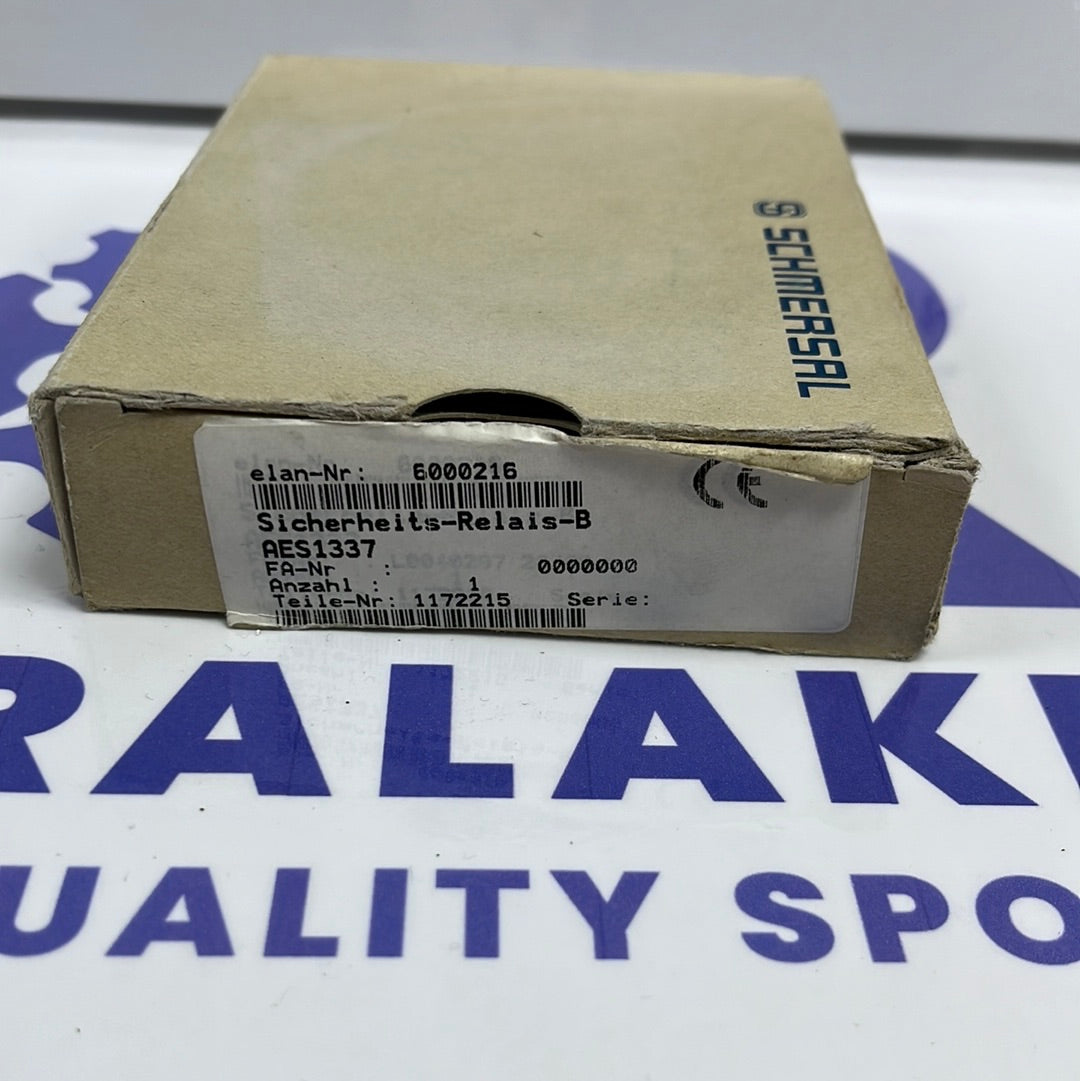 SCHMERSAL
elan-Nr: 6000216
Sicherheits-Relais-B
AES1337
FA-Nr : 0000000
Anzahl : 1
Teile-Nr: 1172215 Serie:
CE
RALAK
UALITY SPO